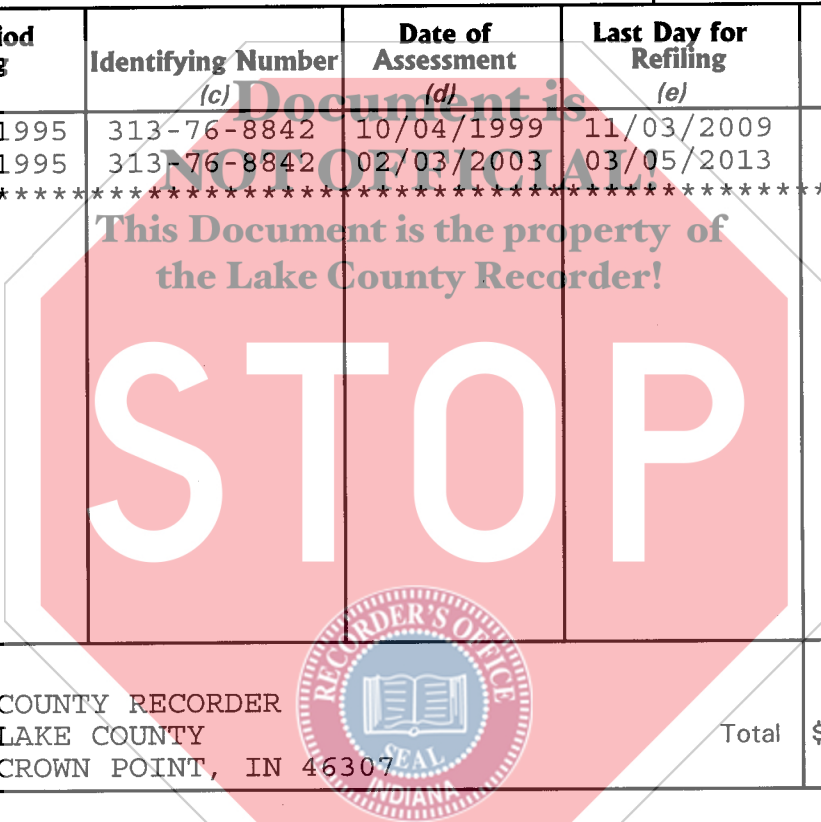 iod Date of Last Day for
g Identifying Number Assessment Refiling
(c) (d) (e)
Document is
1995 313-76-8842 10/04/1999 11/03/2009
1995 313-76-8842 02/03/2003 03/05/2013
NOT OFFICIAL!
****************************************************
This Document is the property of
the Lake County Recorder!
STOP
RECORDER'S OFFICE
SEAL
INDIANA
COUNTY RECORDER
LAKE COUNTY Total $
CROWN POINT, IN 46307